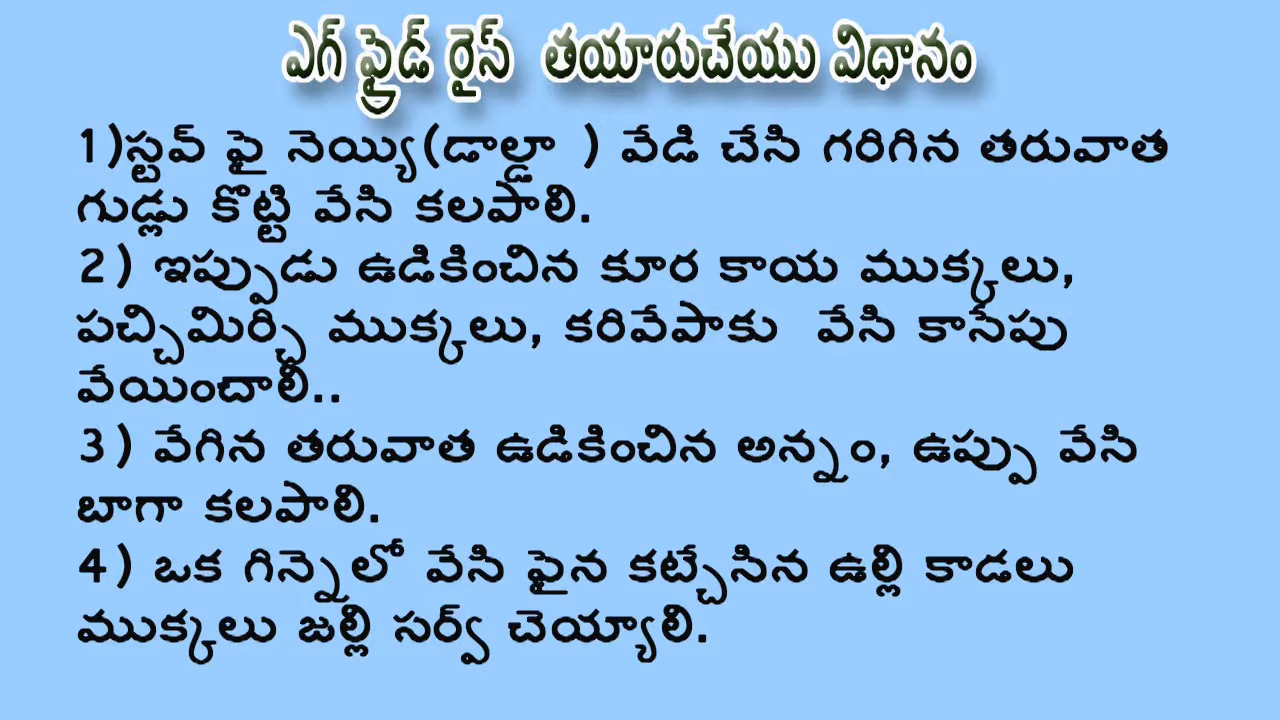 ఎగ్ ఫ్రైడ్ రైస్ తయారుచేయు విధానం
1)స్టవ్ ఫై నెయ్యి(డాల్డా ) వేడి చేసి గరిగిన తరువాత
గుడ్లు కొట్టి వేసి కలపాలి.
2) ఇప్పుడు ఉడికించిన కూర కాయ ముక్కలు,
పచ్చిమిర్చి ముక్కలు, కరివేపాకు వేసి కాసేపు
వేయించాలి..
3) వేగిన తరువాత ఉడికించిన అన్నం, ఉప్పు వేసి
బాగా కలపాలి.
4) ఒక గిన్నెలో వేసి ఫైన కట్చేసిన ఉల్లి కాడలు
ముక్కలు జల్లి సర్వ్ చెయ్యాలి.